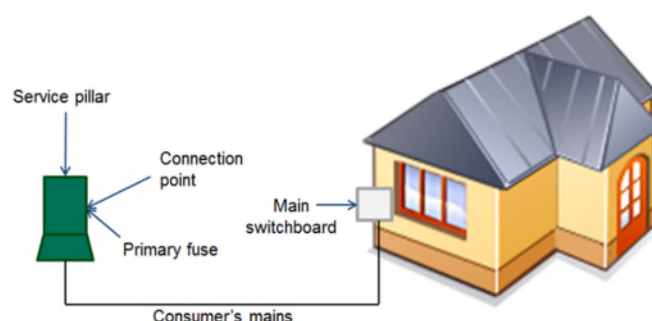 Service pillar
Connection
point
Primary fuse
Main
switchboard
Consumer's mains